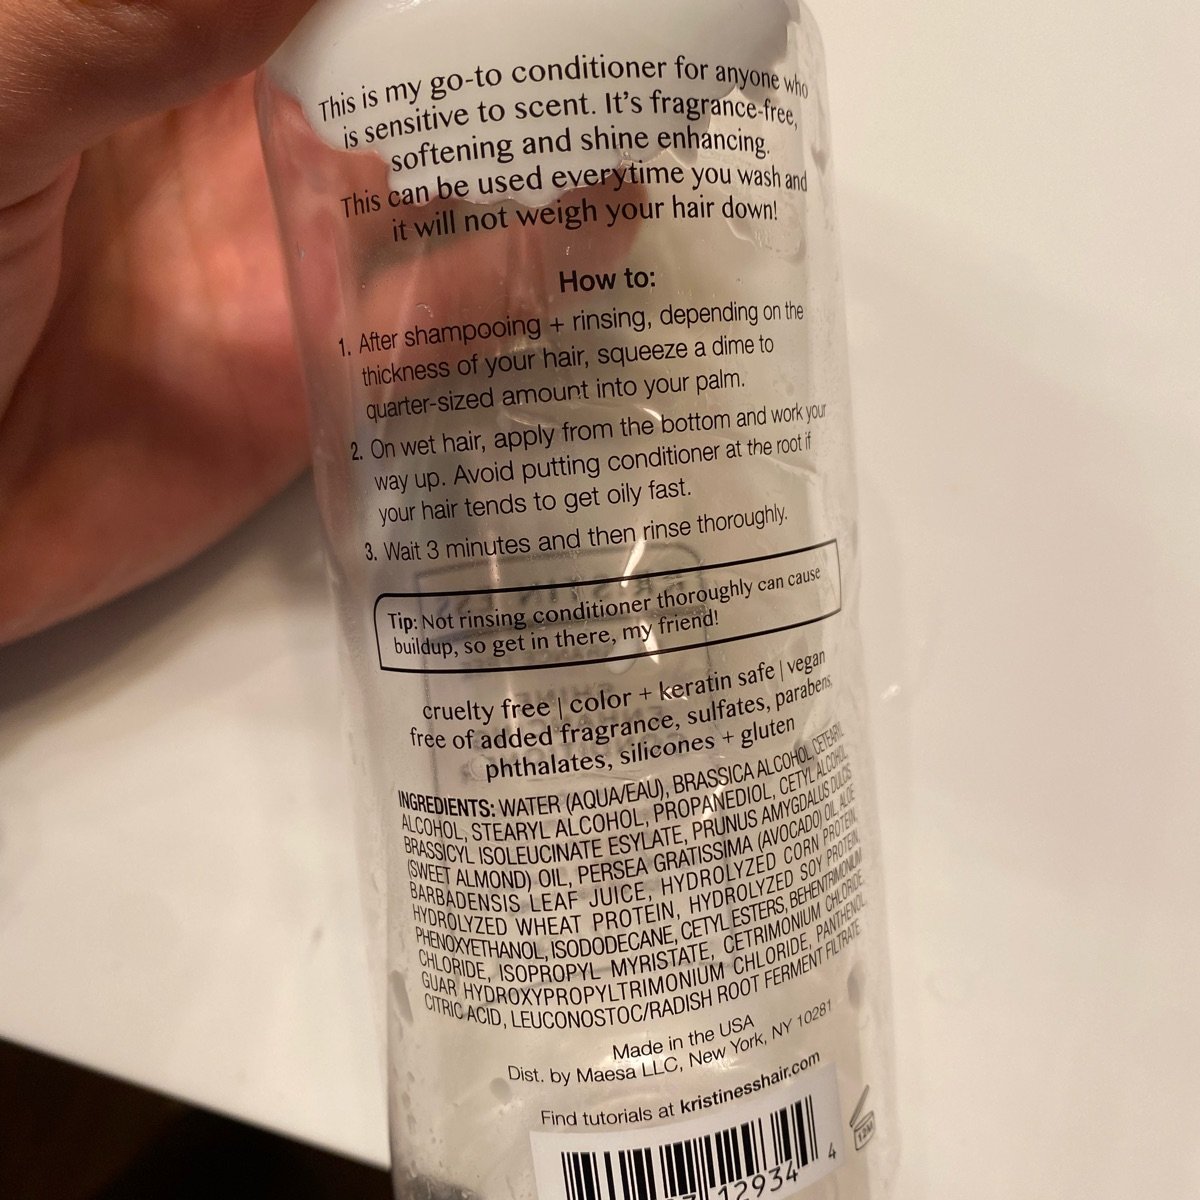 This is my go-to conditioner for anyone who
is sensitive to scent. It's fragrance-free,
softening and shine enhancing.
This can be used everytime you wash and
it will not weigh your hair down!
How to:
1. After shampooing + rinsing, depending on the
thickness of your hair, squeeze a dime to
quarter-sized amount into your palm.
2. On wet hair, apply from the bottom and work your
way up. Avoid putting conditioner at the root if
your hair tends to get oily fast.
3. Wait 3 minutes and then rinse thoroughly.
Tip: Not rinsing conditioner thoroughly can cause
buildup, so get in there, my friend!
cruelty free | color + keratin safe | vegan
free of added fragrance, sulfates, parabens,
phthalates, silicones + gluten
INGREDIENTS: WATER (AQUA/EAU), BRASSICA ALCOHOL, CETEARYL
ALCOHOL, STEARYL ALCOHOL, PROPANEDIOL, CETYL ALCOHOL,
BRASSICYL ISOLEUCINATE ESYLATE, PRUNUS AMYGDALUS DULCIS
(SWEET ALMOND) OIL, PERSEA GRATISSIMA (AVOCADO) OIL, ALOE
BARBADENSIS LEAF JUICE, HYDROLYZED CORN PROTEIN,
HYDROLYZED WHEAT PROTEIN, HYDROLYZED SOY PROTEIN,
PHENOXYETHANOL, ISODODECANE, CETYL ESTERS, BEHENTRIMONIUM
CHLORIDE, ISOPROPYL MYRISTATE, CETRIMONIUM CHLORIDE,
GUAR HYDROXYPROPYLTRIMONIUM CHLORIDE, PANTHENOL,
CITRIC ACID, LEUCONOSTOC/RADISH ROOT FERMENT FILTRATE
Made in the USA
Dist. by Maesa LLC, New York, NY 10281
Find tutorials at kristinesshair.com
12M
12934 4